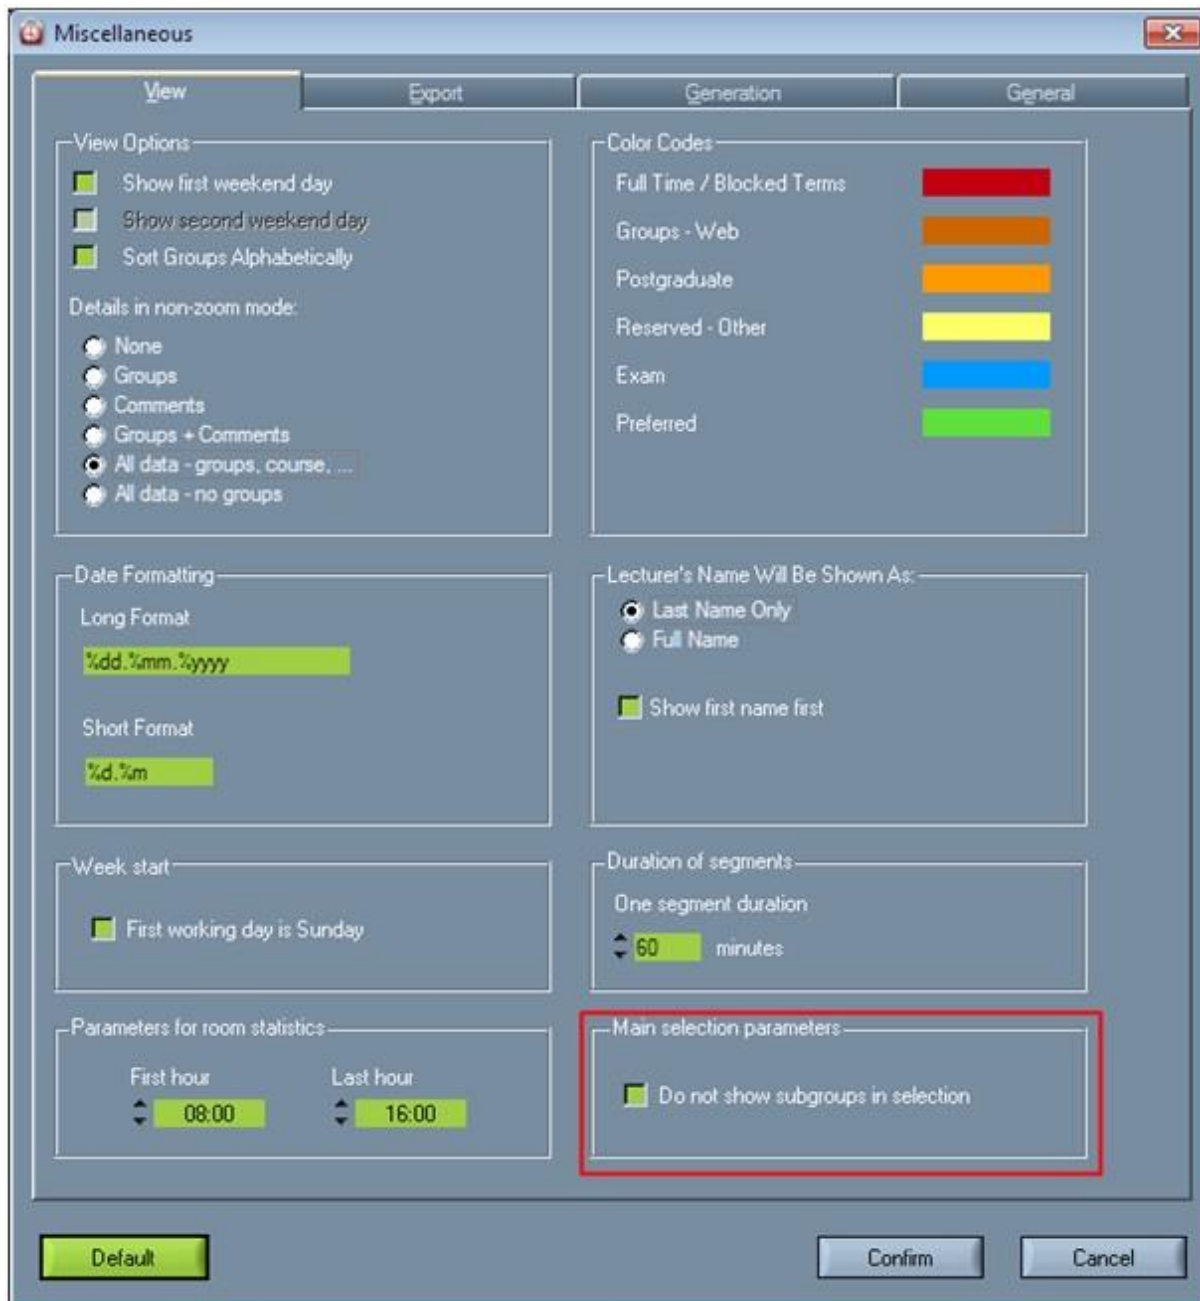 Miscellaneous
View Export Generation General
View Options
Show first weekend day
Show second weekend day
Sort Groups Alphabetically
Details in non-zoom mode:
None
Groups
Comments
Groups + Comments
All data - groups, course, ...
All data - no groups
Color Codes
Full Time / Blocked Terms
Groups - Web
Postgraduate
Reserved - Other
Exam
Preferred
Date Formatting
Long Format
%dd.%mm.%yyyy
Short Format
%d.%m
Lecturer's Name Will Be Shown As:
Last Name Only
Full Name
Show first name first
Week start
First working day is Sunday
Duration of segments
One segment duration
60 minutes
Parameters for room statistics
First hour Last hour
08:00 16:00
Main selection parameters
Do not show subgroups in selection
Default Confirm Cancel